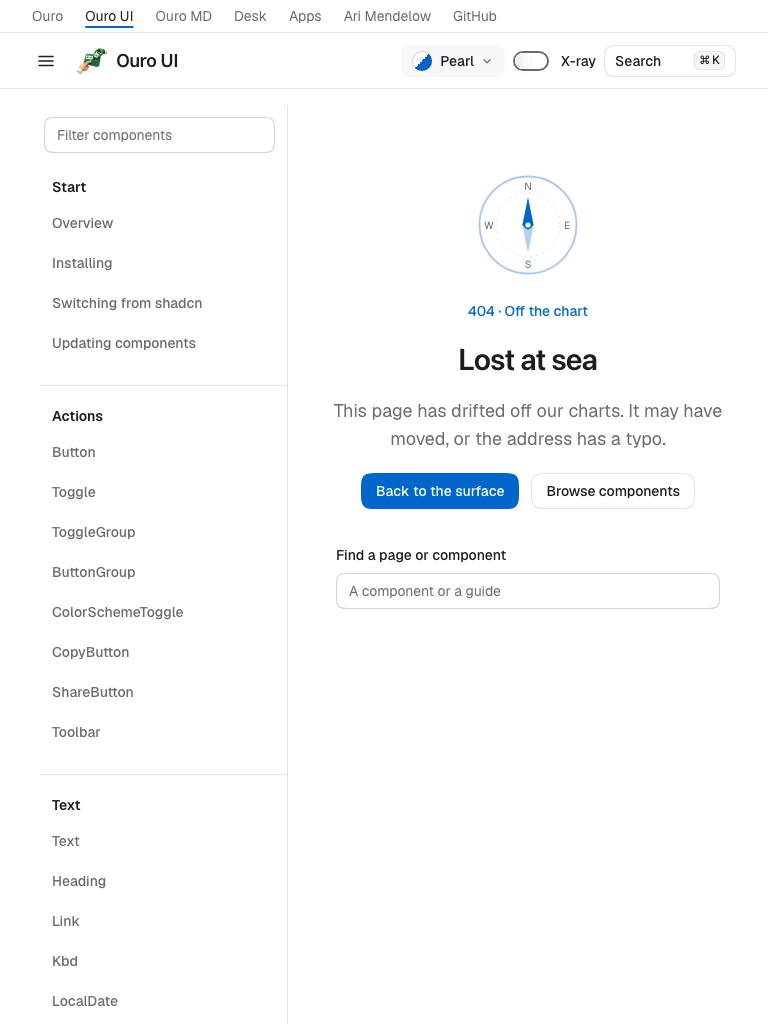 Ouro
Ouro UI
Ouro MD
Desk
Apps
Ari Mendelow
GitHub
Ouro UI
Pearl
X-ray
Search
⌘ K
Filter components
Start
Overview
Installing
Switching from shadcn
Updating components
Actions
Button
Toggle
ToggleGroup
ButtonGroup
ColorSchemeToggle
CopyButton
ShareButton
Toolbar
Text
Text
Heading
Link
Kbd
LocalDate
N
W
E
S
404 · Off the chart
Lost at sea
This page has drifted off our charts. It may have
moved, or the address has a typo.
Back to the surface
Browse components
Find a page or component
A component or a guide